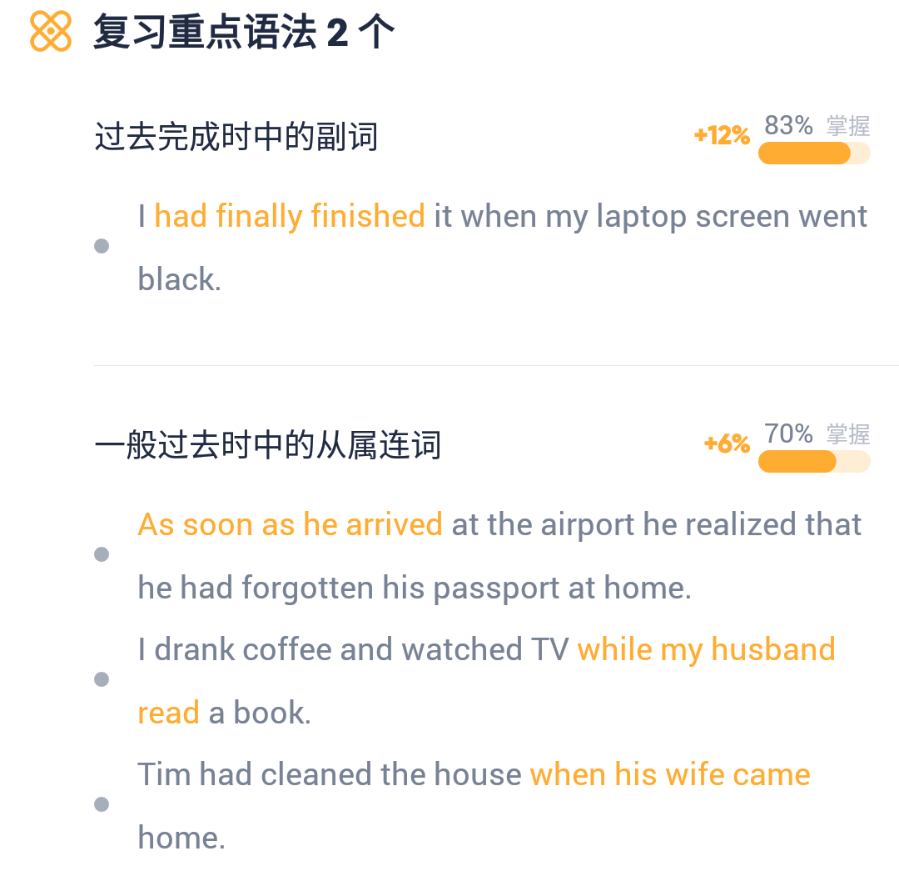 复习重点语法 2 个
过去完成时中的副词
+12%
83% 掌握
I had finally finished it when my laptop screen went
black.
一般过去时中的从属连词
+6%
70% 掌握
As soon as he arrived at the airport he realized that
he had forgotten his passport at home.
I drank coffee and watched TV while my husband
read a book.
Tim had cleaned the house when his wife came
home.